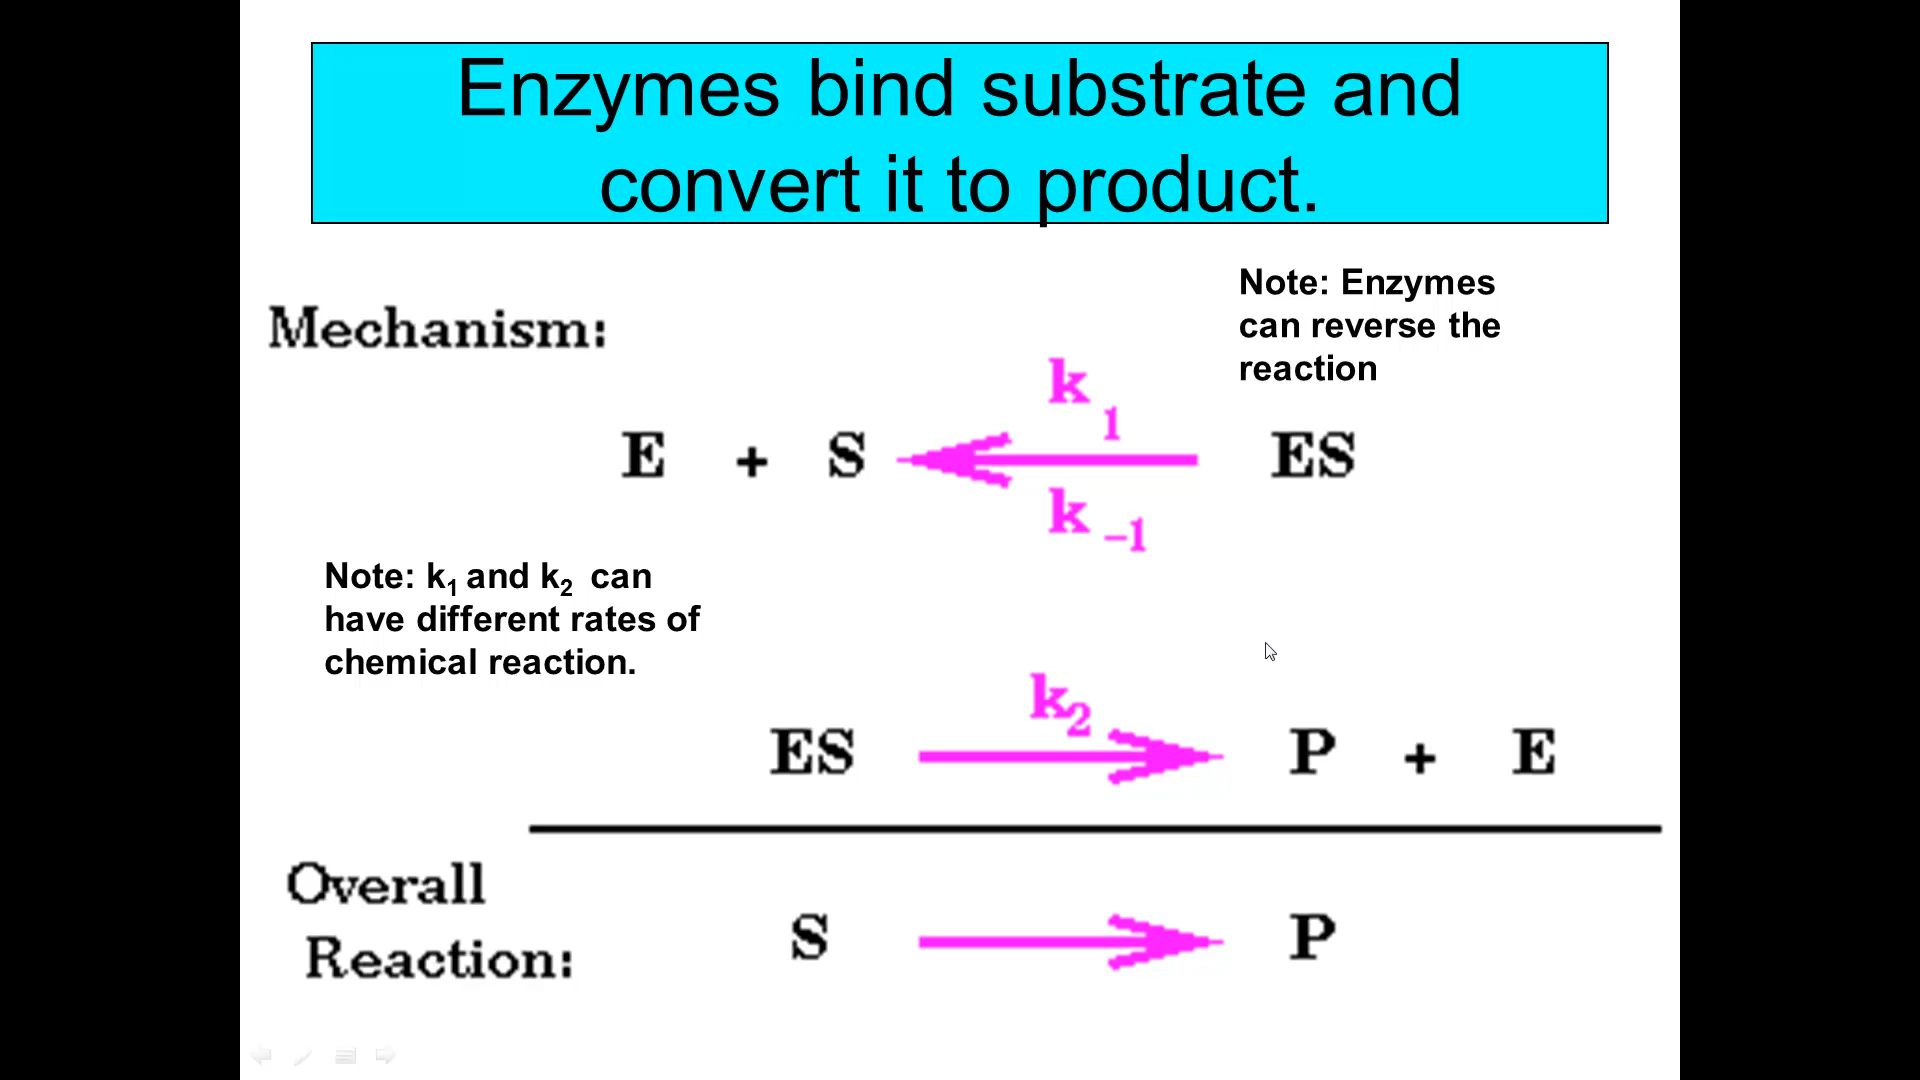 Enzymes bind substrate and
convert it to product.
Note: Enzymes
can reverse the
reaction
Mechanism:
k1
E + S ES
k-1
Note: k1 and k2 can
have different rates of
chemical reaction.
k2
ES P + E
Overall
Reaction:
S P